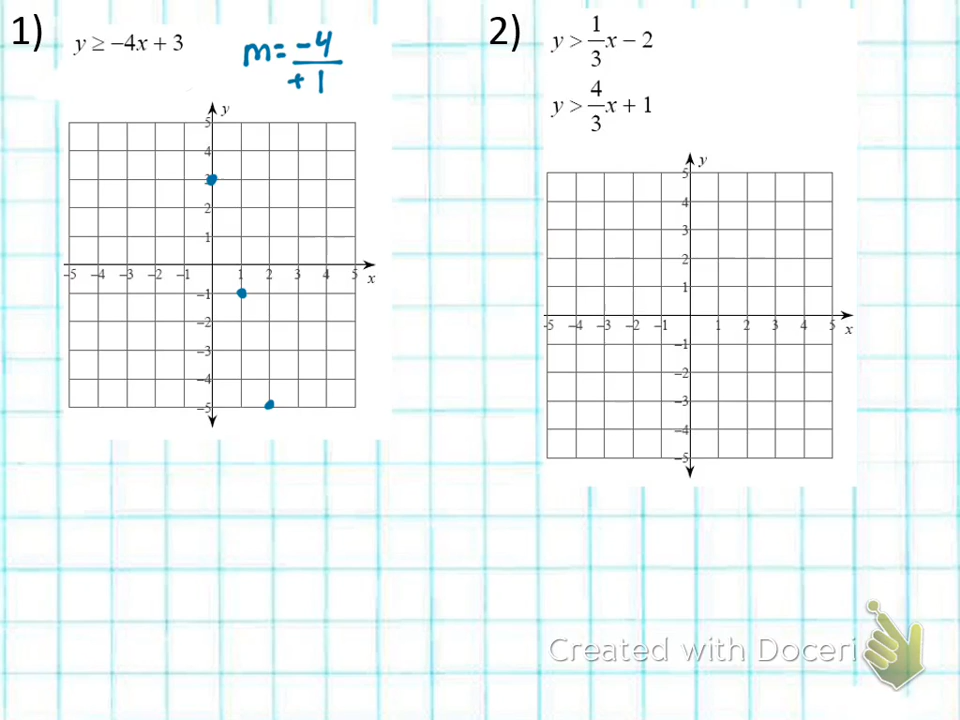 1)
y ≥ −4x + 3
m = −4/+1
y
5
4
3
2
1
-5 −4 −3 −2 −1 1 2 3 4 5 x
−1
−2
−3
−4
−5
2)
y > 1/3x − 2
y > 4/3x + 1
y
5
4
3
2
1
-5 −4 −3 −2 −1 1 2 3 4 5 x
−1
−2
−3
−4
−5
Created with Doceri